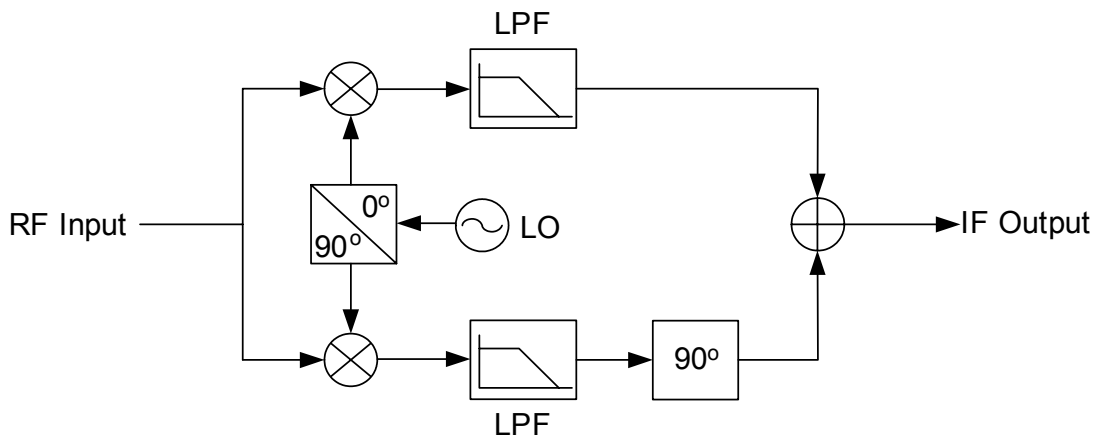 LPF
0º
RF Input
LO
90º
IF Output
90º
LPF